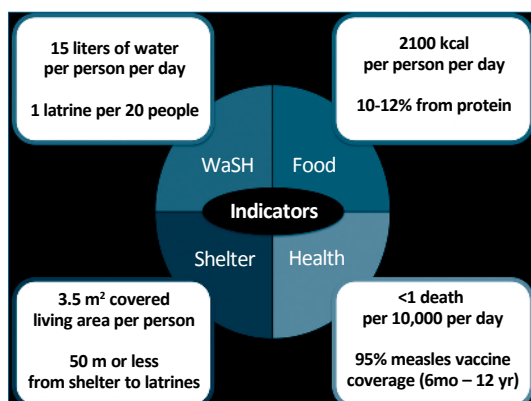 15 liters of water
per person per day
1 latrine per 20 people
2100 kcal
per person per day
10-12% from protein
WaSH
Food
Indicators
Shelter
Health
3.5 m² covered
living area per person
50 m or less
from shelter to latrines
<1 death
per 10,000 per day
95% measles vaccine
coverage (6mo – 12 yr)